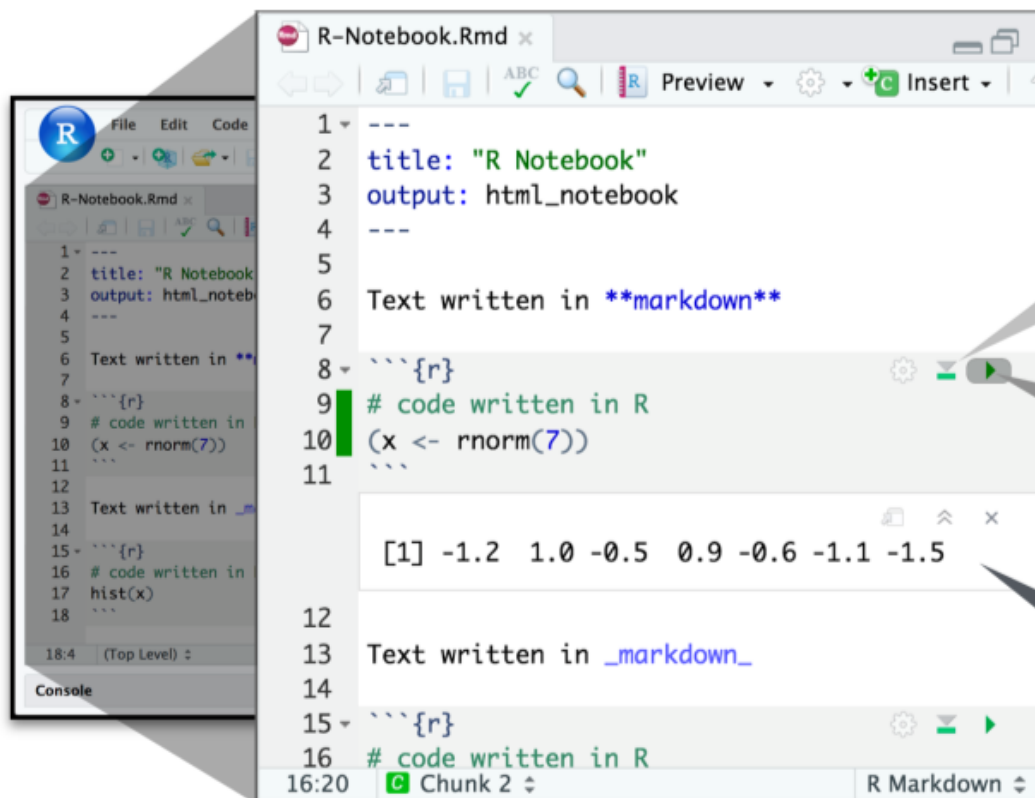 R-Notebook.Rmd
ABC Preview Insert
1 ---
2 title: "R Notebook"
3 output: html_notebook
4 ---
5
6 Text written in **markdown**
7
8 ```{r}
9 # code written in R
10 (x <- rnorm(7))
11 ```
[1] -1.2 1.0 -0.5 0.9 -0.6 -1.1 -1.5
12
13 Text written in _markdown_
14
15 ```{r}
16 # code written in R
16:20 C Chunk 2 R Markdown
R File Edit Code
R-Notebook.Rmd
ABC
1 ---
2 title: "R Notebook
3 output: html_noteb
4 ---
5
6 Text written in **
7
8 ```{r}
9 # code written in
10 (x <- rnorm(7))
11 ```
12
13 Text written in _m
14
15 ```{r}
16 # code written in
17 hist(x)
18 ```
18:4 (Top Level)
Console